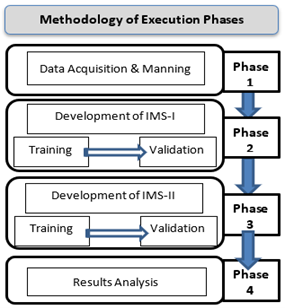 Methodology of Execution Phases
Data Acquisition & Manning
Phase
1
Development of IMS-I
Training
Validation
Phase
2
Development of IMS-II
Training
Validation
Phase
3
Results Analysis
Phase
4